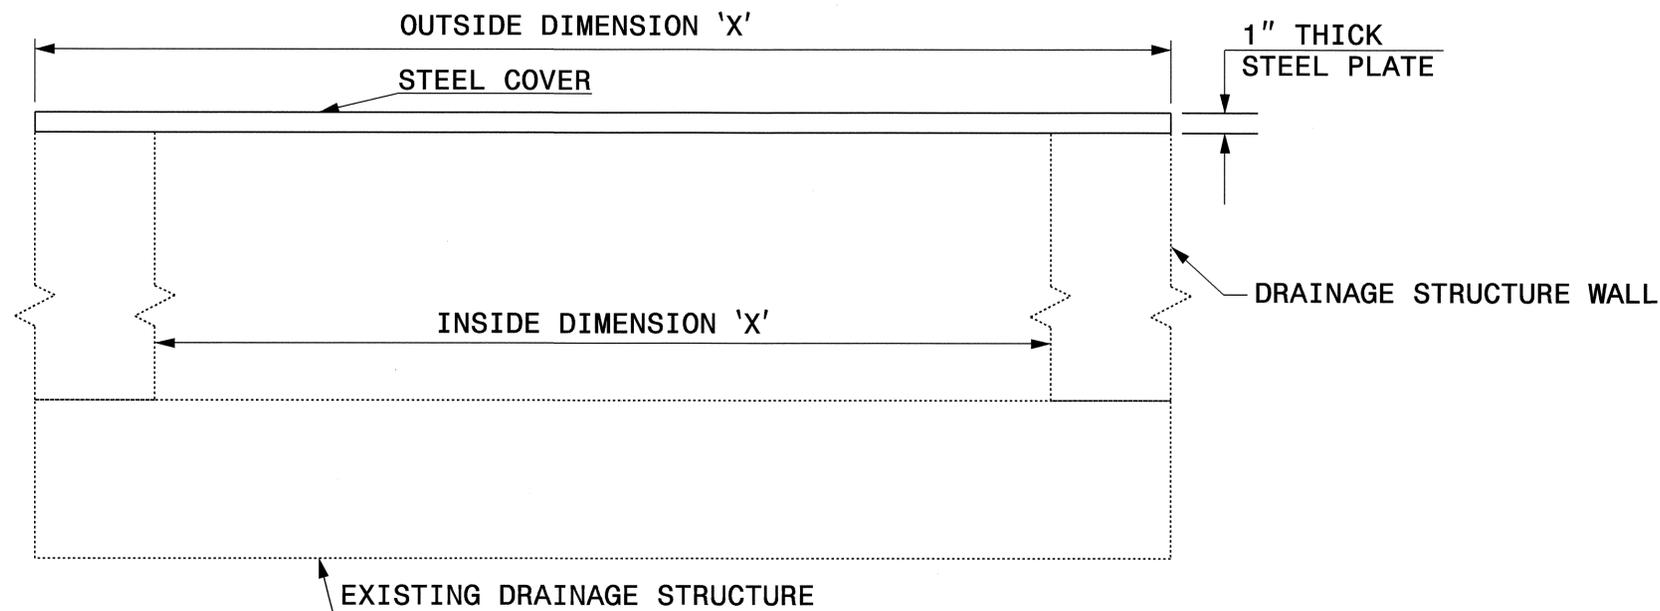 OUTSIDE DIMENSION 'X'
1" THICK
STEEL PLATE
STEEL COVER
DRAINAGE STRUCTURE WALL
INSIDE DIMENSION 'X'
EXISTING DRAINAGE STRUCTURE